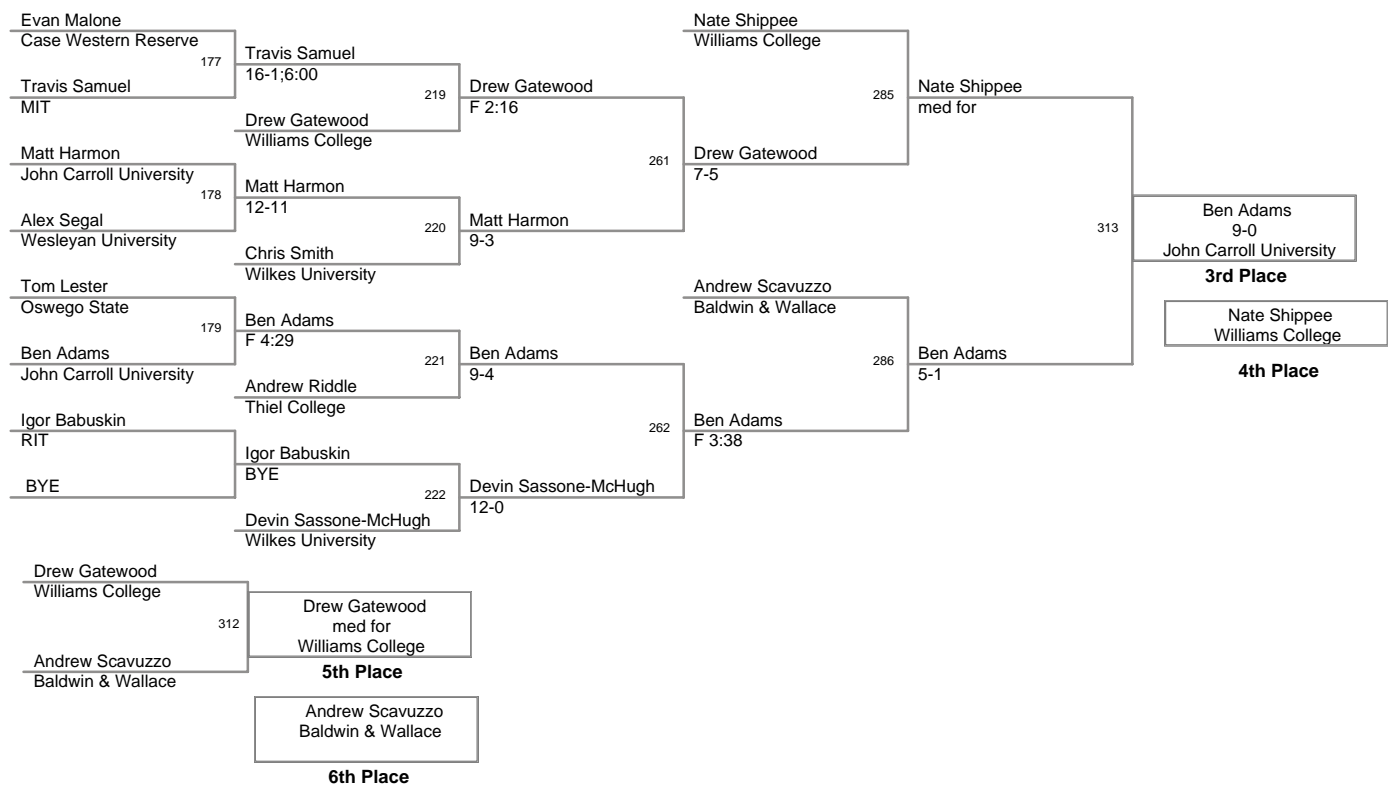 Evan Malone
Case Western Reserve
177
Travis Samuel
MIT
Matt Harmon
John Carroll University
178
Alex Segal
Wesleyan University
Tom Lester
Oswego State
179
Ben Adams
John Carroll University
Igor Babuskin
RIT
BYE
Travis Samuel
16-1;6:00
219
Drew Gatewood
Williams College
Matt Harmon
12-11
220
Chris Smith
Wilkes University
Ben Adams
F 4:29
221
Andrew Riddle
Thiel College
Igor Babuskin
BYE
222
Devin Sassone-McHugh
Wilkes University
Drew Gatewood
F 2:16
261
Matt Harmon
9-3
Ben Adams
9-4
262
Devin Sassone-McHugh
12-0
Nate Shippee
Williams College
285
Drew Gatewood
7-5
Andrew Scavuzzo
Baldwin & Wallace
286
Ben Adams
F 3:38
Nate Shippee
med for
313
Ben Adams
5-1
Ben Adams
9-0
John Carroll University
3rd Place
Nate Shippee
Williams College
4th Place
Drew Gatewood
Williams College
312
Andrew Scavuzzo
Baldwin & Wallace
Drew Gatewood
med for
Williams College
5th Place
Andrew Scavuzzo
Baldwin & Wallace
6th Place